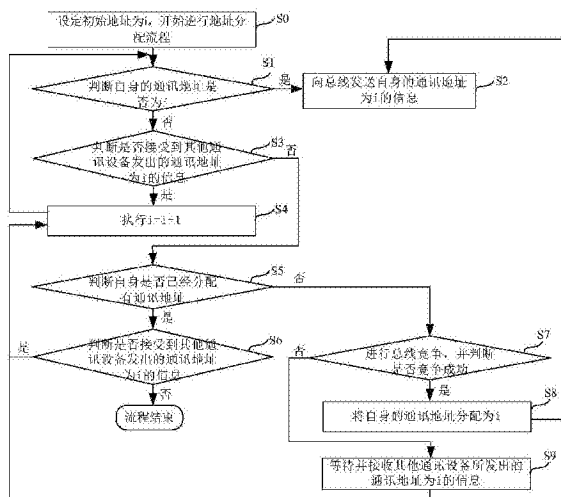 设定初始地址为i，开始进行地址分
配流程
S0
S1
判断自身的通讯地址是
否为i
是
向总线发送自身的通讯地址
为i的信息
S2
否
S3
判断是否接受到其他通
讯设备发出的通讯地址
为i的信息
否
是
执行i=i+1
S4
S5
判断自身是否已经分配
有通讯地址
否
是
S6
是
判断是否接受到其他通
讯设备发出的通讯地址
为i的信息
否
流程结束
S7
否
进行总线竞争，并判断
是否竞争成功
是
S8
将自身的通讯地址分配为i
S9
等待并接收其他通讯设备所发出的
通讯地址为i的信息